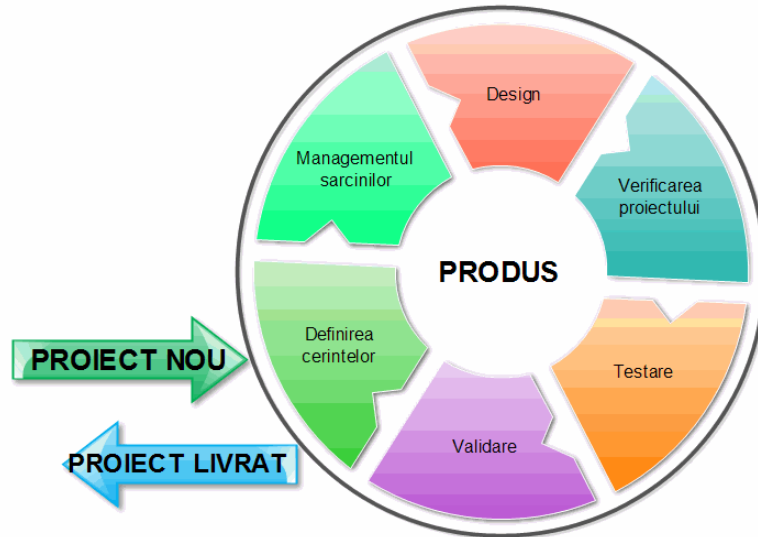 Design
Managementul
sarcinilor
Verificarea
proiectului
PRODUS
Definirea
cerintelor
PROIECT NOU
Testare
Validare
PROIECT LIVRAT